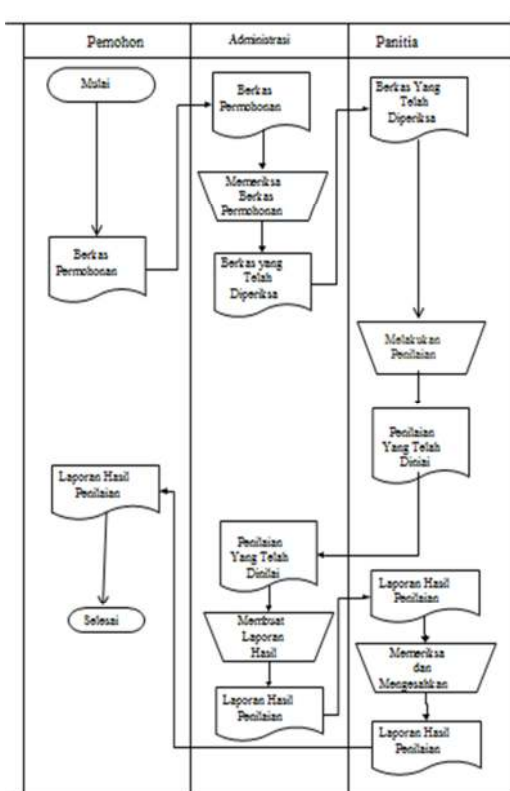 Pemohon
Administrasi
Panitia
Mulai
Berkas
Permohonan
Berkas
Permohonan
Memeriksa
Berkas
Permohonan
Berkas yang
Telah
Diperiksa
Berkas Yang
Telah
Diperiksa
Melakukan
Penilaian
Penilaian
Yang Telah
Diniai
Penilaian
Yang Telah
Dinilai
Membuat
Laporan
Hasil
Laporan Hasil
Penilaian
Laporan Hasil
Penilaian
Memeriksa
dan
Mengesahkan
Laporan Hasil
Penilaian
Laporan Hasil
Penilaian
Selesai